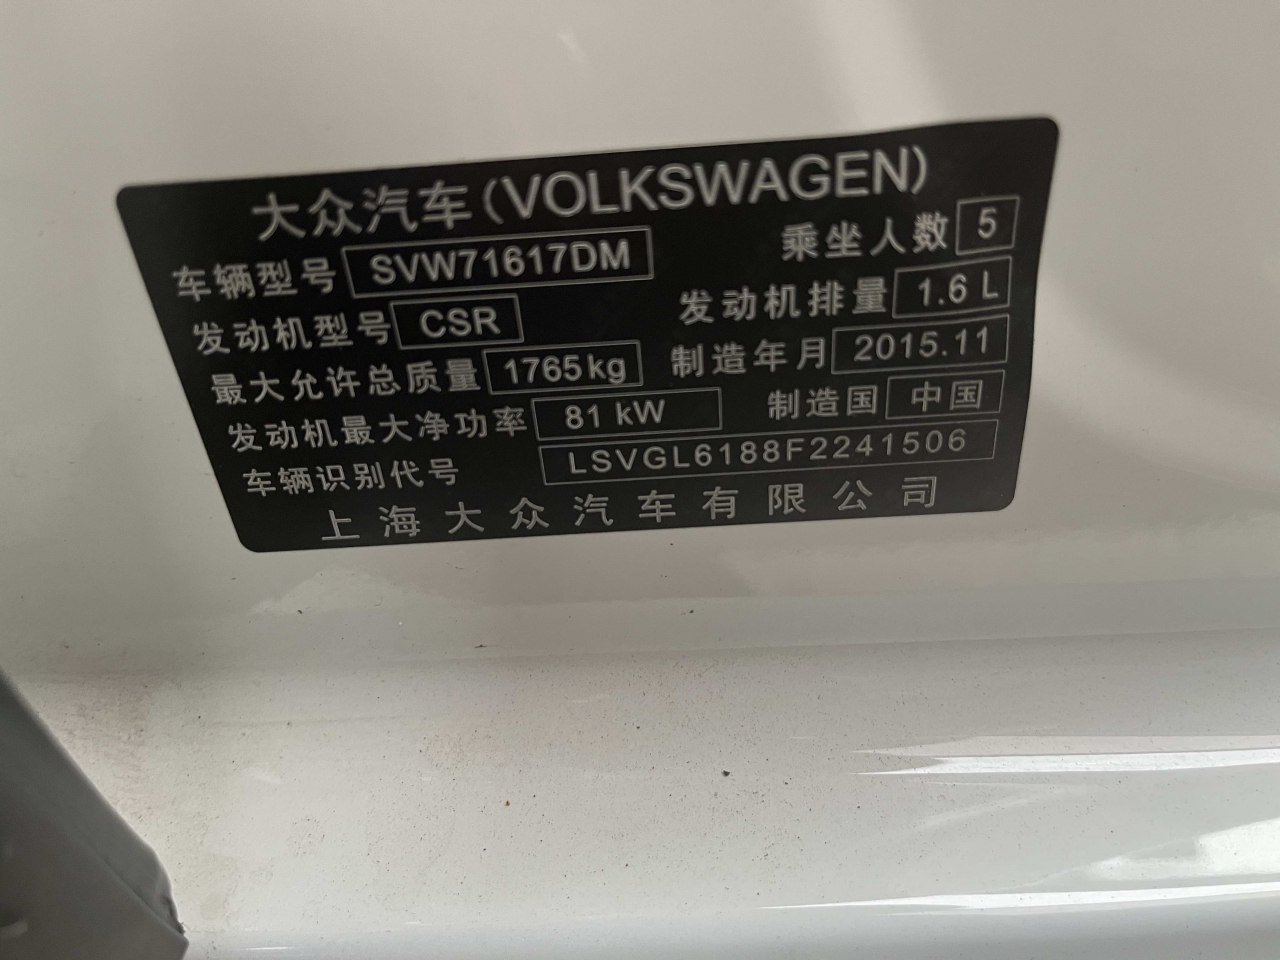 大众汽车(VOLKSWAGEN)
车辆型号 SVW71617DM 乘坐人数 5
发动机型号 CSR 发动机排量 1.6 L
最大允许总质量 1765kg 制造年月 2015.11
发动机最大净功率 81 kW 制造国 中国
车辆识别代号 LSVGL6188F2241506
上海大众汽车有限公司